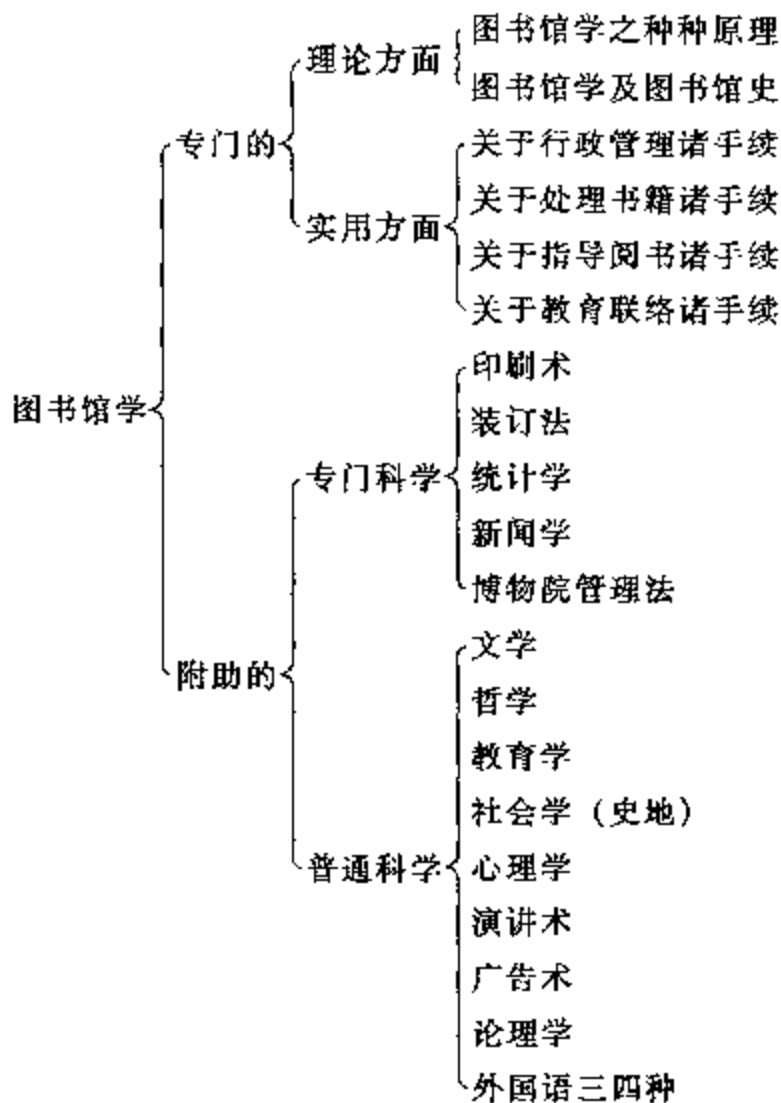 图书馆学之种种原理
理论方面
图书馆学及图书馆史
专门的
关于行政管理诸手续
关于处理书籍诸手续
实用方面
关于指导阅书诸手续
关于教育联络诸手续
印刷术
图书馆学
装订法
专门科学
统计学
新闻学
博物院管理法
文学
附助的
哲学
教育学
社会学（史地）
普通科学
心理学
演讲术
广告术
论理学
外国语三四种